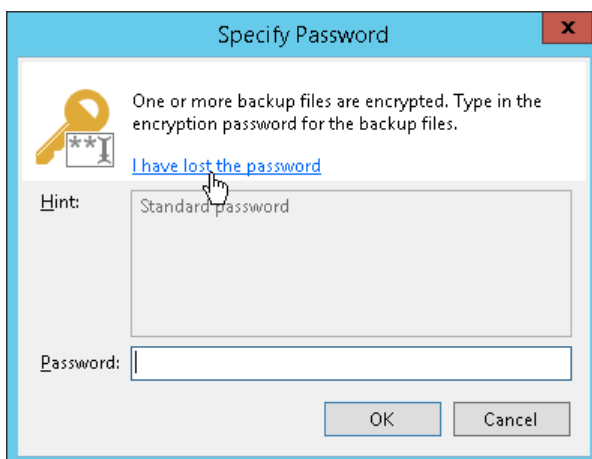 Specify Password
x
One or more backup files are encrypted. Type in the
encryption password for the backup files.
**
I have lost the password
Hint:
Standard password
Password:
OK
Cancel